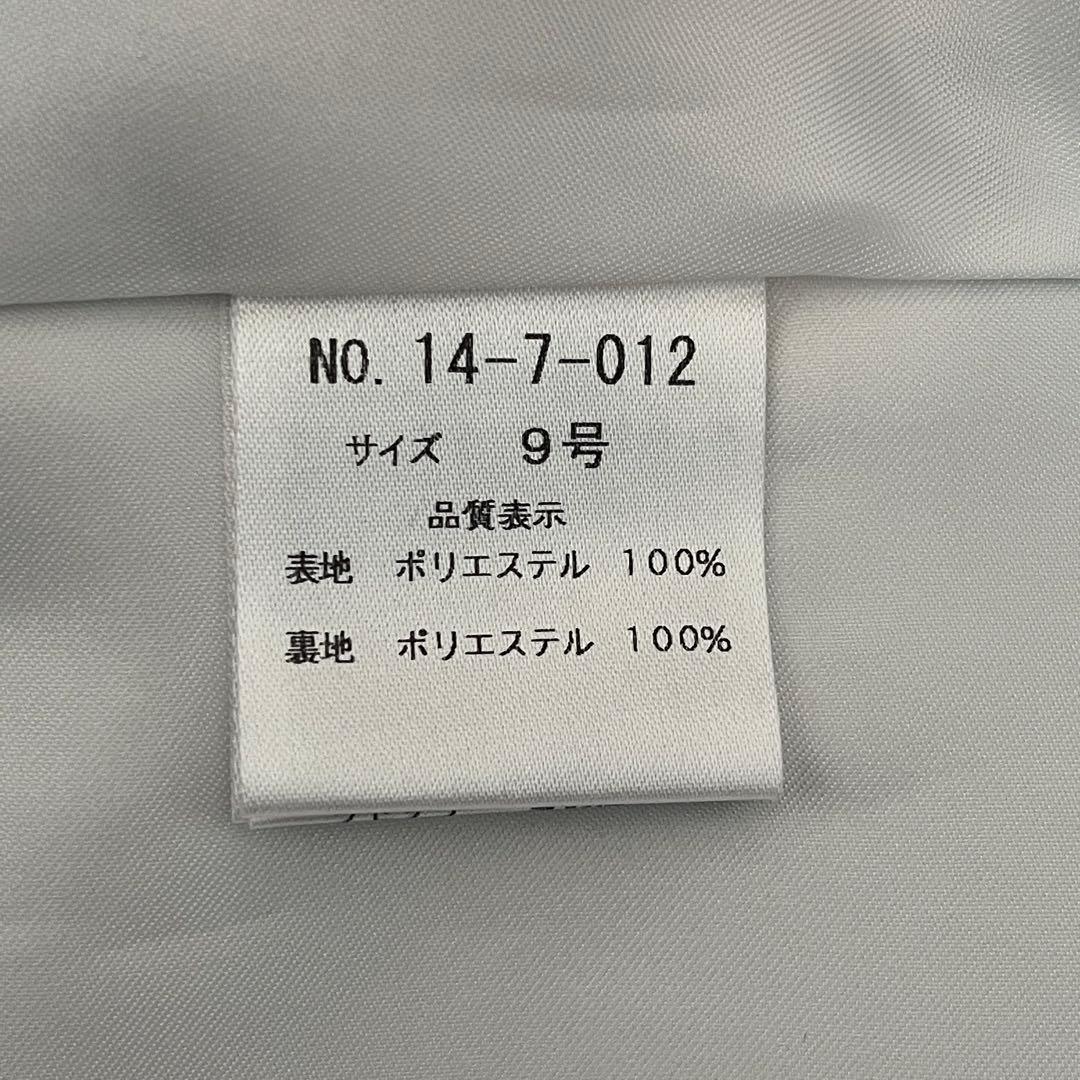 NO. 14-7-012
サイズ 9号
品質表示
表地 ポリエステル 100%
裏地 ポリエステル 100%